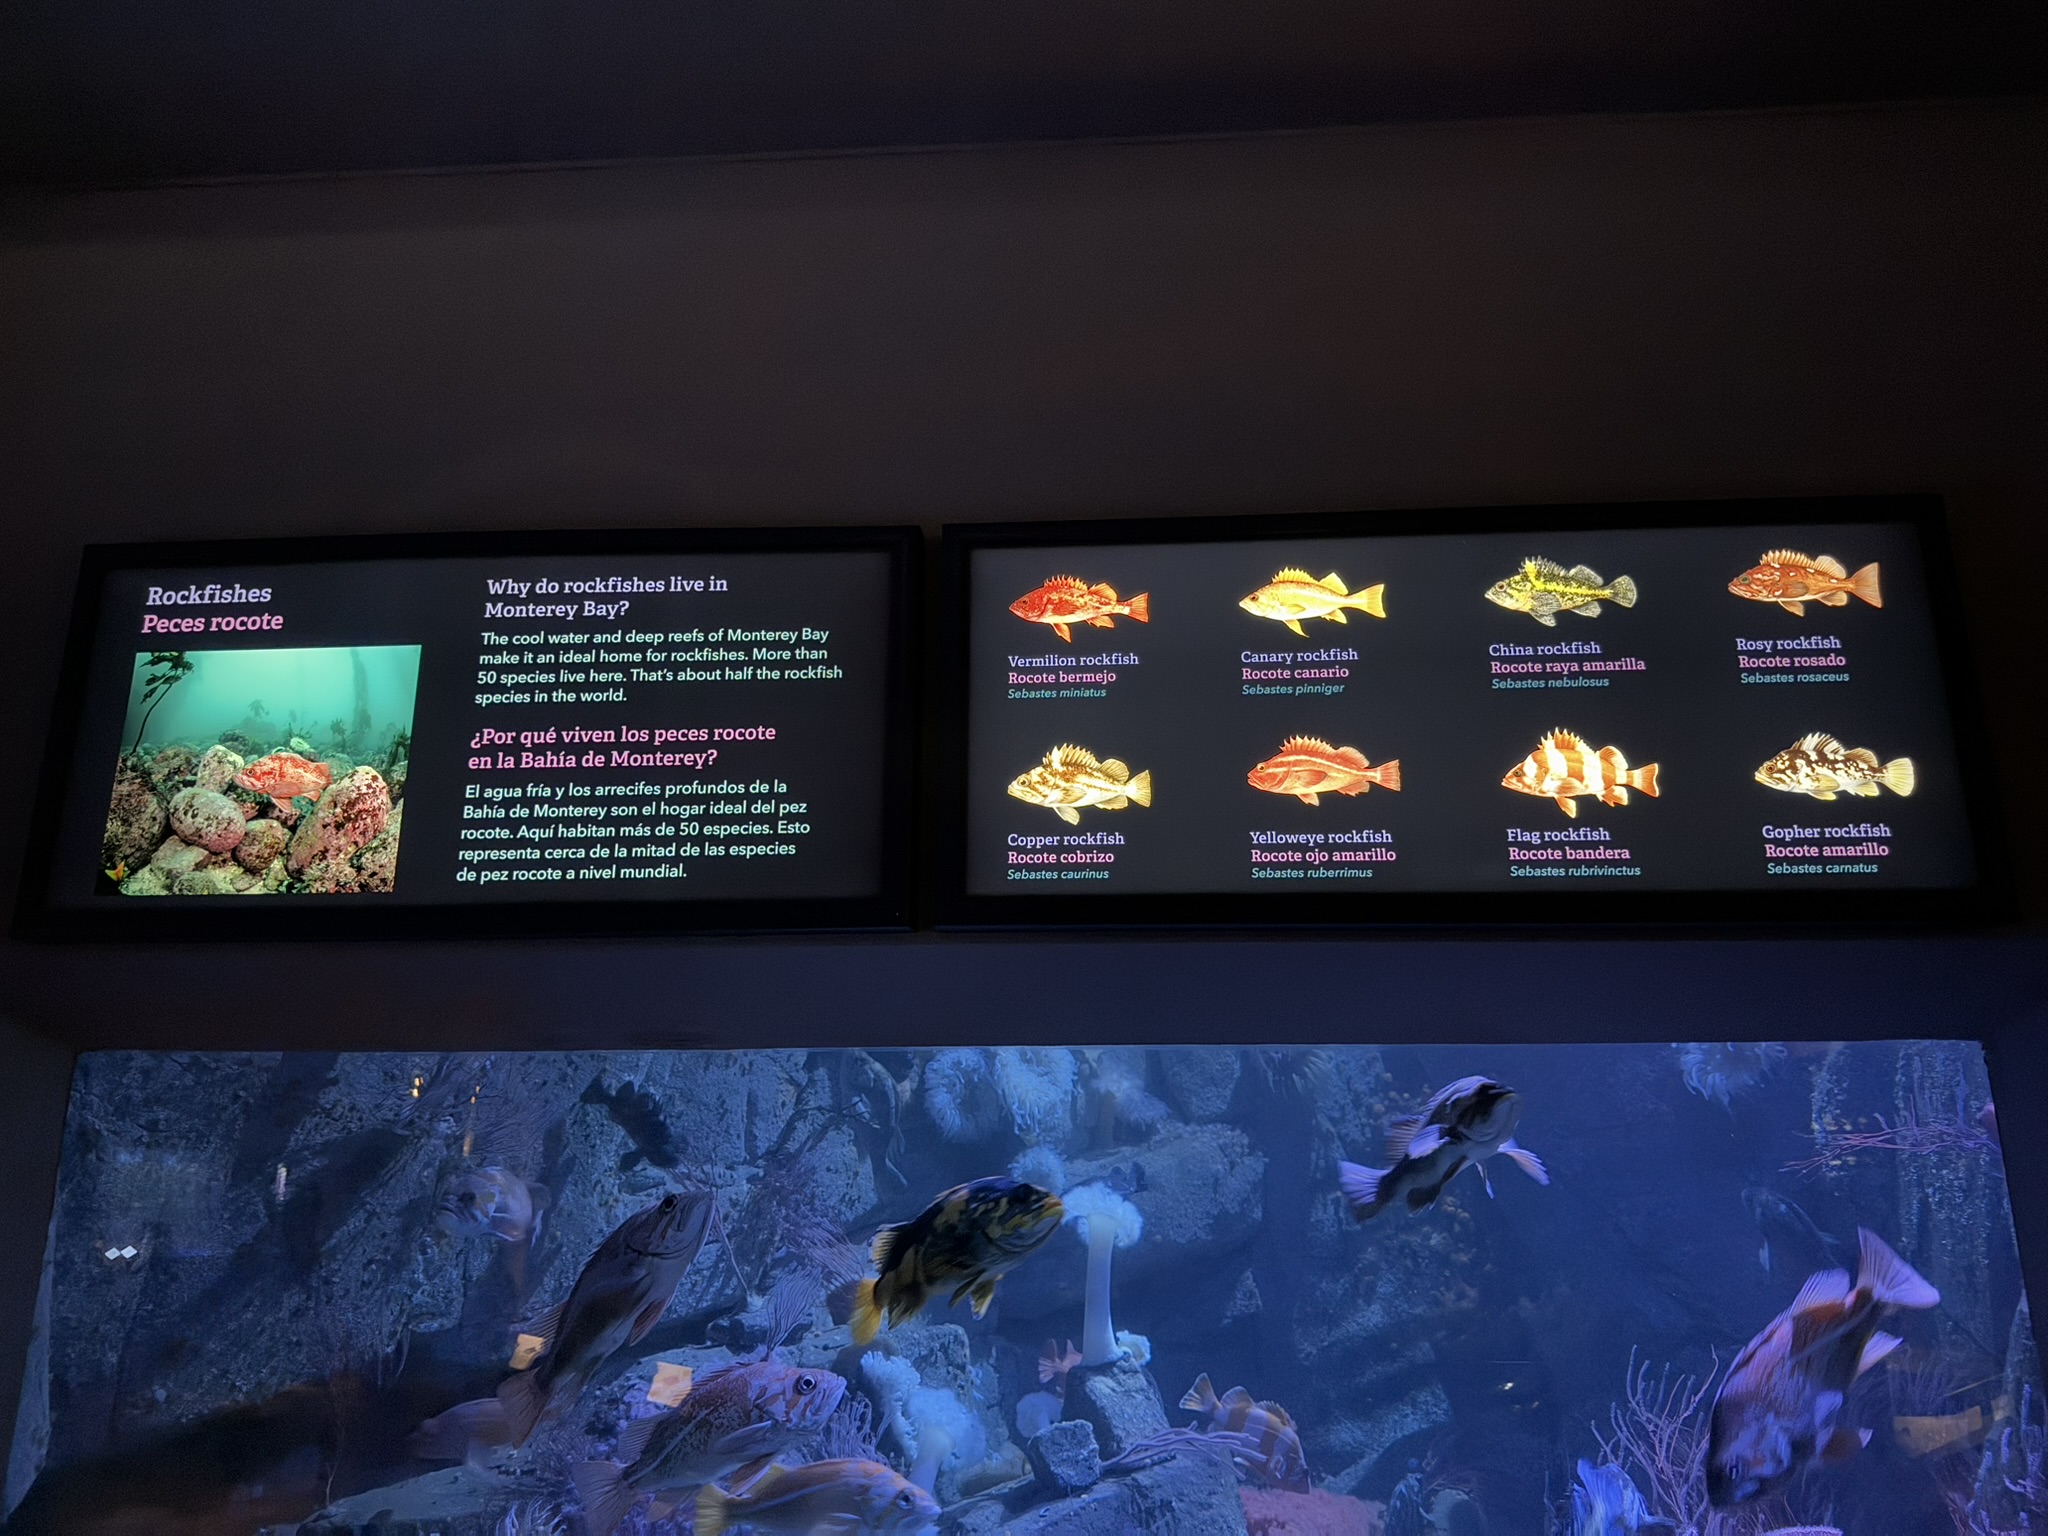 Rockfishes
Peces rocote
Why do rockfishes live in
Monterey Bay?
The cool water and deep reefs of Monterey Bay
make it an ideal home for rockfishes. More than
50 species live here. That's about half the rockfish
species in the world.
¿Por qué viven los peces rocote
en la Bahía de Monterey?
El agua fría y los arrecifes profundos de la
Bahía de Monterey son el hogar ideal del pez
rocote. Aquí habitan más de 50 especies. Esto
representa cerca de la mitad de las especies
de pez rocote a nivel mundial.
Vermilion rockfish
Rocote bermejo
Sebastes miniatus
Canary rockfish
Rocote canario
Sebastes pinniger
China rockfish
Rocote raya amarilla
Sebastes nebulosus
Rosy rockfish
Rocote rosado
Sebastes rosaceus
Copper rockfish
Rocote cobrizo
Sebastes caurinus
Yelloweye rockfish
Rocote ojo amarillo
Sebastes ruberrimus
Flag rockfish
Rocote bandera
Sebastes rubrivinctus
Gopher rockfish
Rocote amarillo
Sebastes carnatus